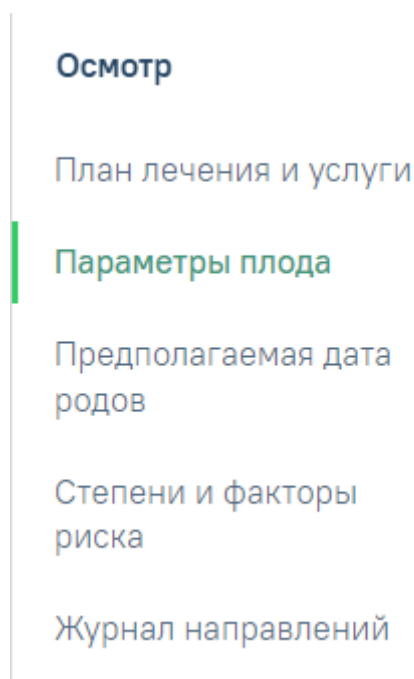 Осмотр
План лечения и услуги
Параметры плода
Предполагаемая дата
родов
Степени и факторы
риска
Журнал направлений